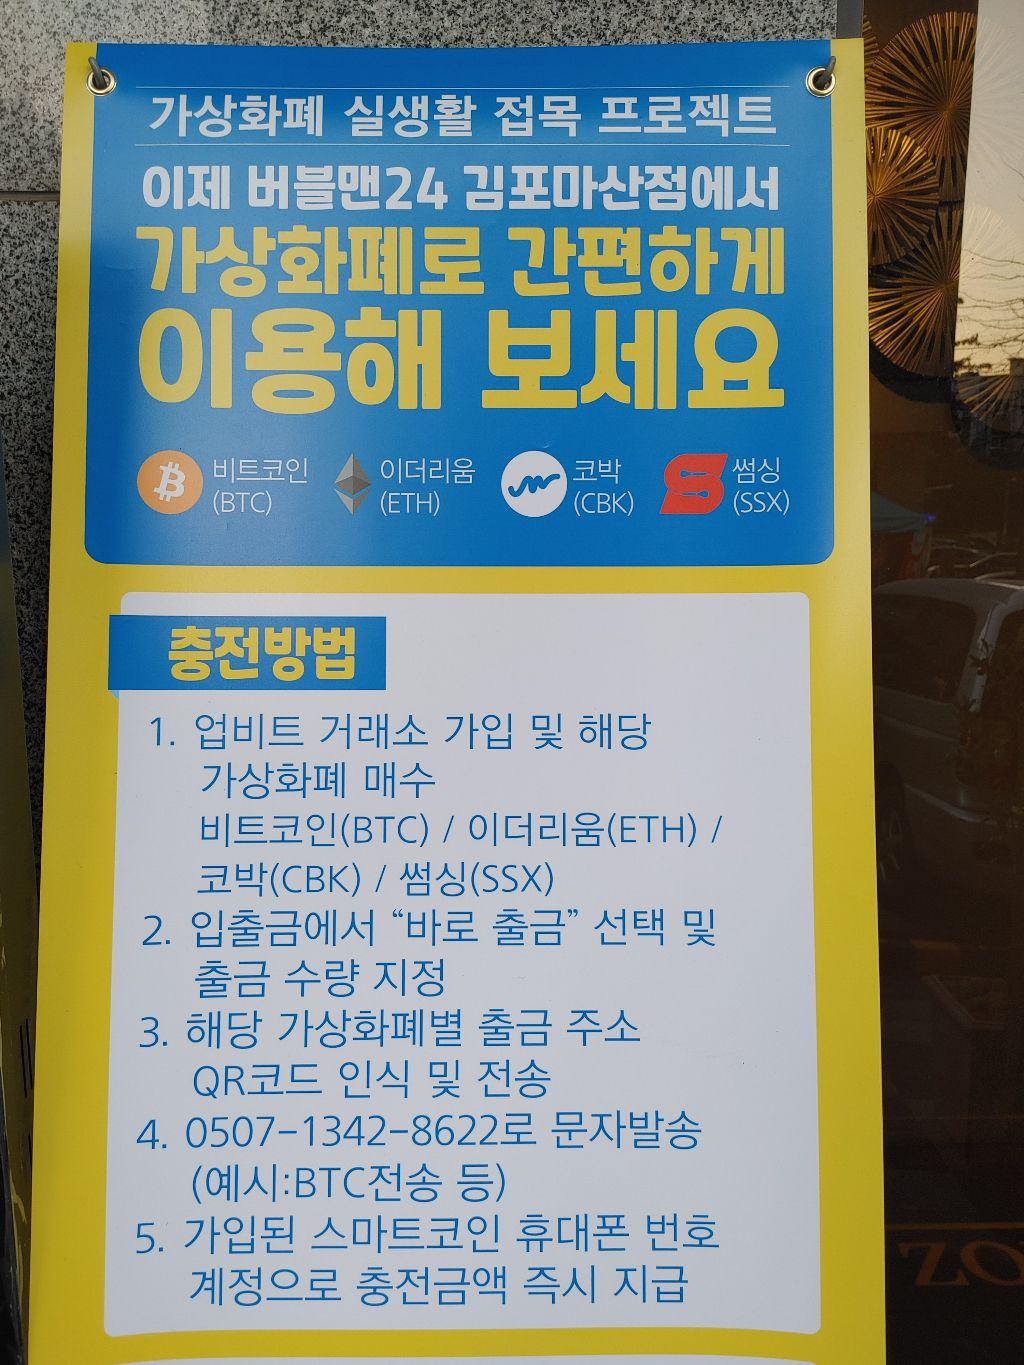 가상화폐 실생활 접목 프로젝트
이제 버블맨24 김포마산점에서
가상화폐로 간편하게
이용해 보세요
비트코인
(BTC)
이더리움
(ETH)
코박
(CBK)
썸싱
(SSX)
충전방법
1. 업비트 거래소 가입 및 해당
가상화폐 매수
비트코인(BTC) / 이더리움(ETH) /
코박(CBK) / 썸싱(SSX)
2. 입출금에서 “바로 출금” 선택 및
출금 수량 지정
3. 해당 가상화폐별 출금 주소
QR코드 인식 및 전송
4. 0507-1342-8622로 문자발송
(예시:BTC전송 등)
5. 가입된 스마트코인 휴대폰 번호
계정으로 충전금액 즉시 지급